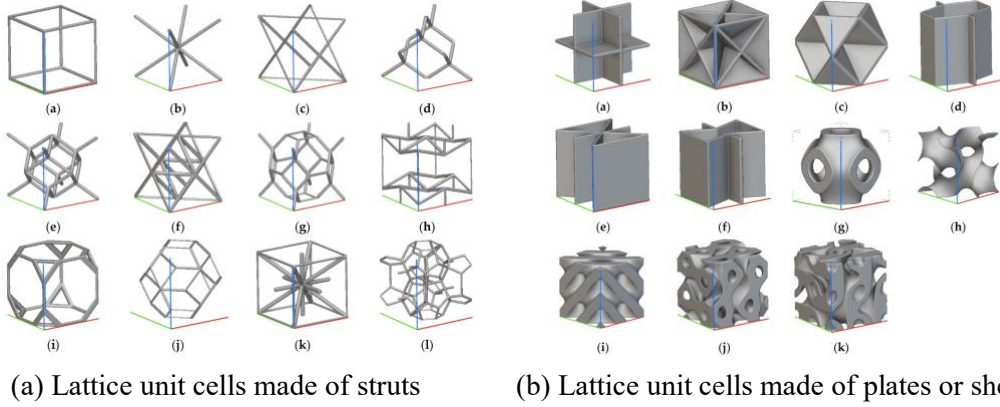 (a) (b) (c) (d) (a) (b) (c) (d)
(e) (f) (g) (h) (e) (f) (g) (h)
(i) (j) (k) (l) (i) (j) (k)
(a) Lattice unit cells made of struts (b) Lattice unit cells made of plates or she